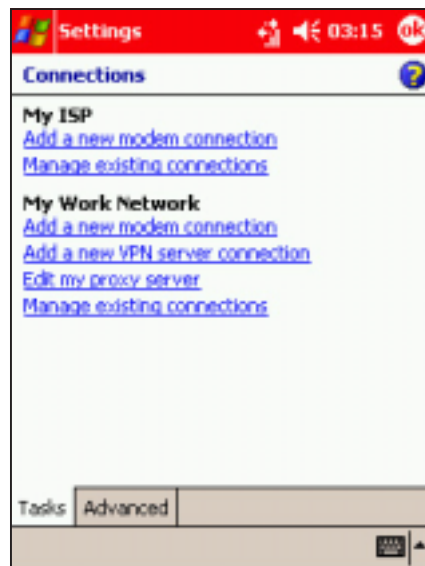 Settings 03:15 ok
Connections ?
My ISP
Add a new modem connection
Manage existing connections
My Work Network
Add a new modem connection
Add a new VPN server connection
Edit my proxy server
Manage existing connections
Tasks Advanced